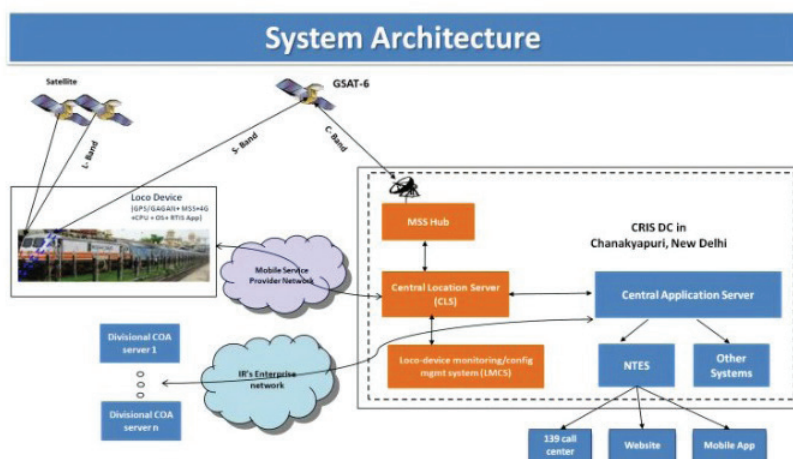 System Architecture
Satellite
GSAT-6
L- Band
S- Band
C- Band
Loco Device
(GPS/GAGAN+ MSS+4G
+CPU + OS+ RTIS App)
MSS Hub
CRIS DC in
Chanakyapuri, New Delhi
Mobile Service
Provider Network
Central Location Server
(CLS)
Central Application Server
Divisional COA
server 1
IR's Enterprise
network
Loco-device monitoring/config
mgmt system (LMCS)
NTES
Other
Systems
Divisional COA
server n
139 call
center
Website
Mobile App